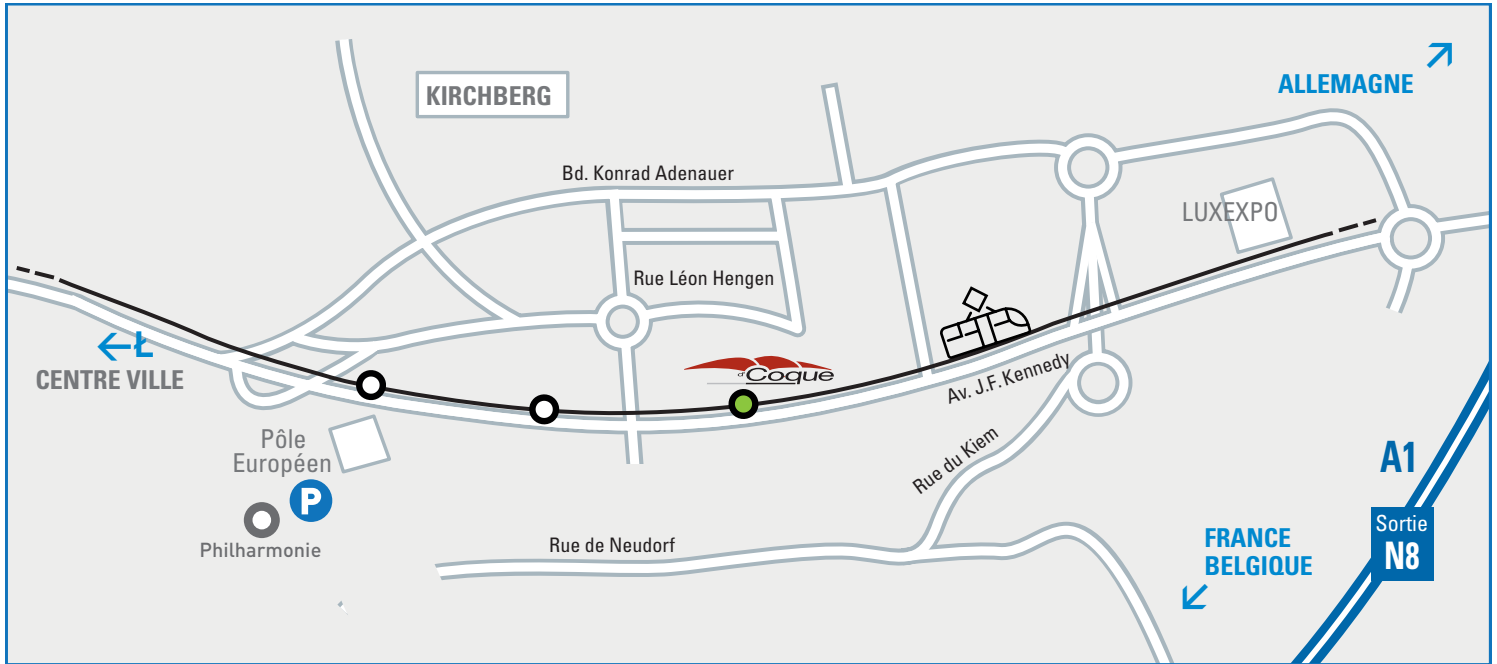 ALLEMAGNE
KIRCHBERG
Bd. Konrad Adenauer
LUXEXPO
Rue Léon Hengen
Ł
CENTRE VILLE
d'Coque
Av. J.F. Kennedy
Pôle
Européen
P
Philharmonie
Rue du Kiem
A1
Sortie
N8
Rue de Neudorf
FRANCE
BELGIQUE